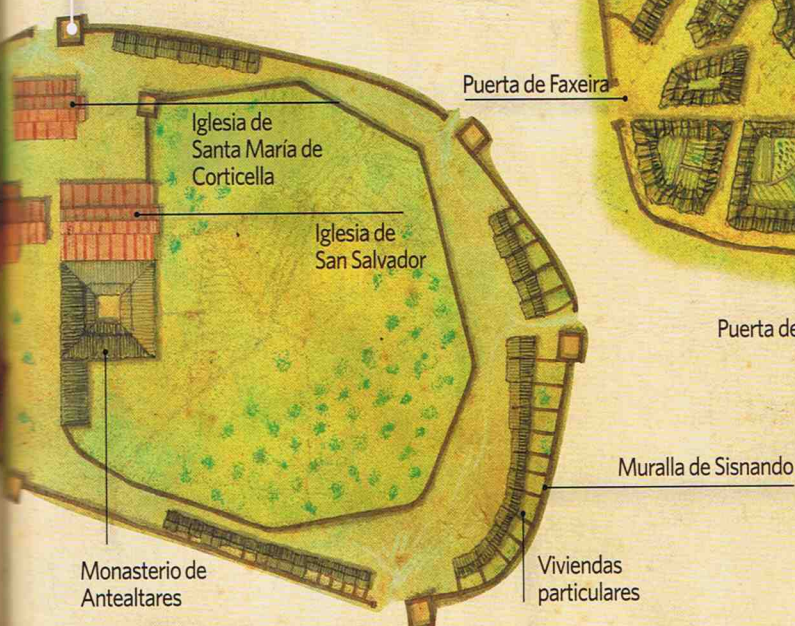 Puerta de Faxeira
Iglesia de
Santa María de
Corticella
Iglesia de
San Salvador
Puerta de
Muralla de Sisnando
Monasterio de
Antealtares
Viviendas
particulares